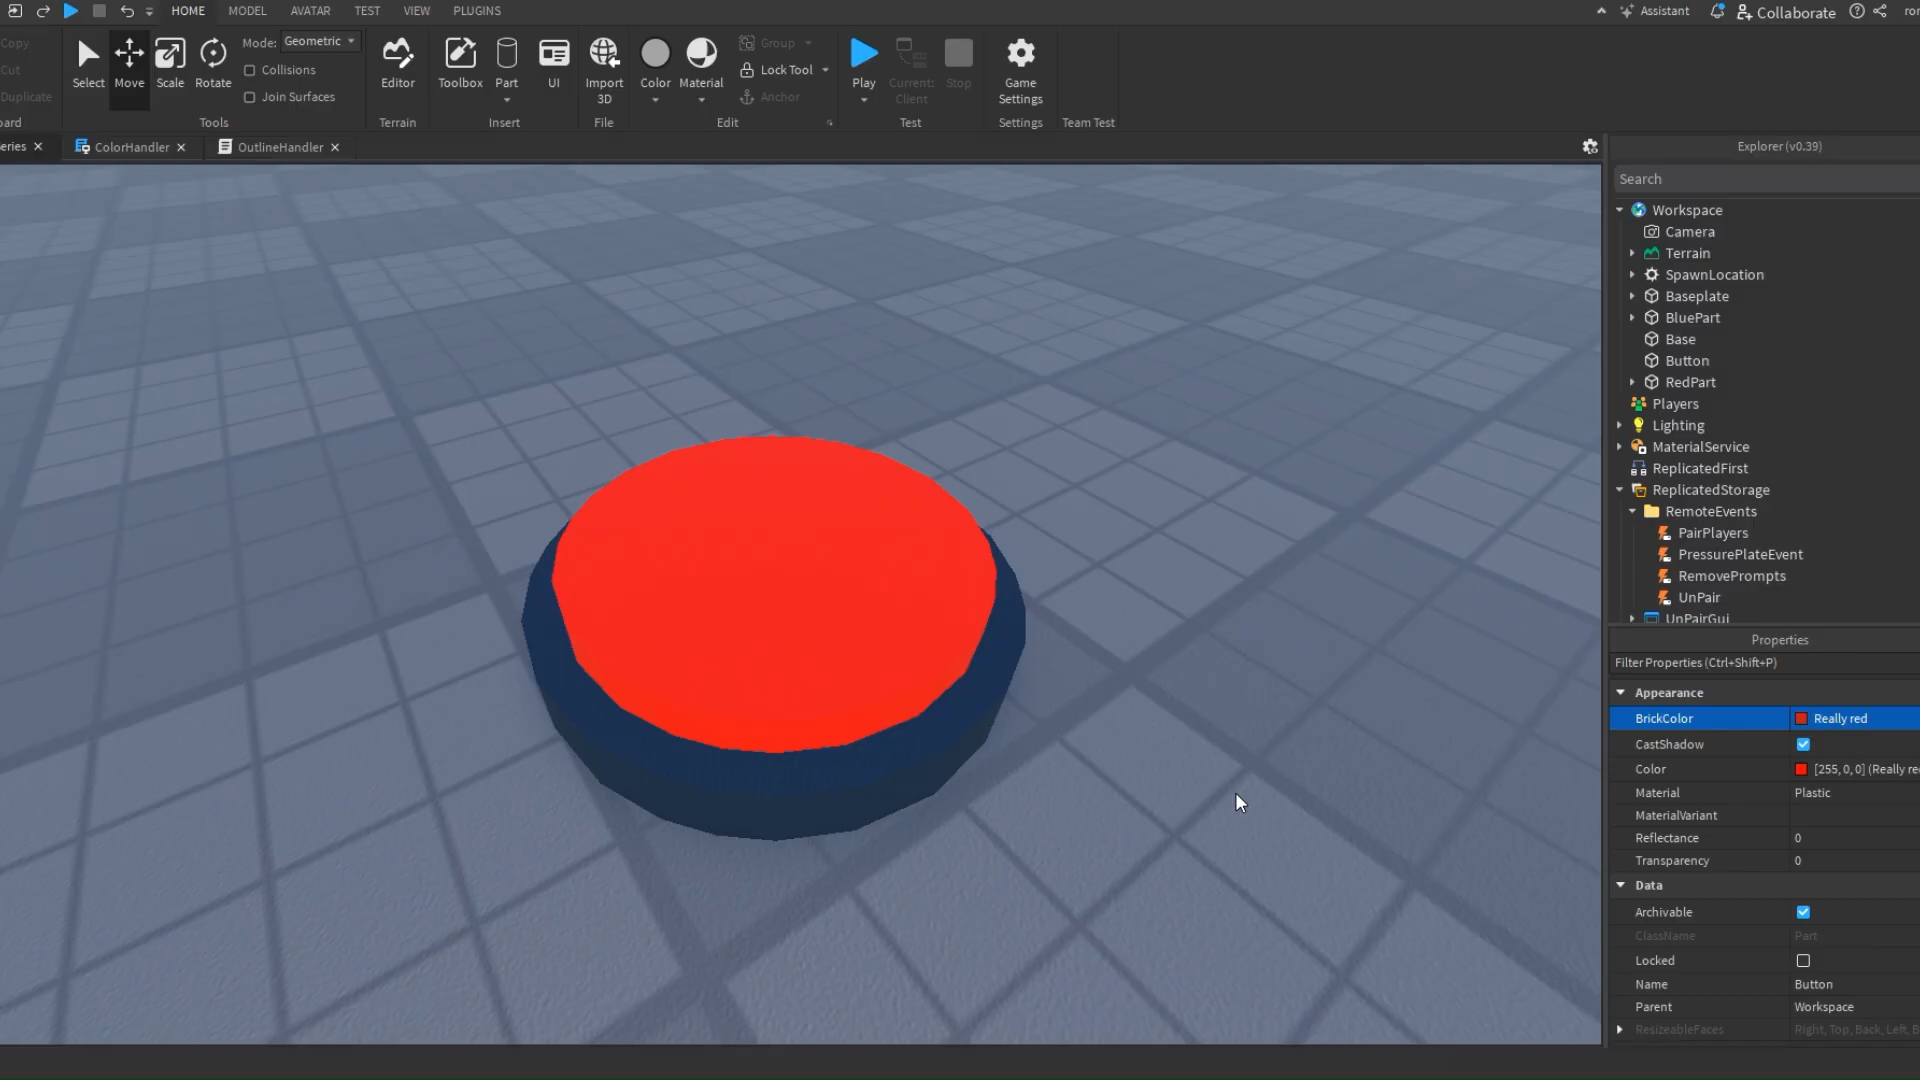 HOME MODEL AVATAR TEST VIEW PLUGINS
Assistant Collaborate
Copy
Cut
Duplicate
Select Move Scale Rotate
Mode: Geometric
Collisions
Join Surfaces
Tools
Editor
Terrain
Toolbox Part UI
Insert
Import
3D
File
Color Material
Group
Lock Tool
Anchor
Edit
Play
Current:
Client
Stop
Test
Game
Settings
Settings
Team Test
eries ColorHandler OutlineHandler
Explorer (v0.39)
Search
Workspace
Camera
Terrain
SpawnLocation
Baseplate
BluePart
Base
Button
RedPart
Players
Lighting
MaterialService
ReplicatedFirst
ReplicatedStorage
RemoteEvents
PairPlayers
PressurePlateEvent
RemovePrompts
UnPair
UnPairGui
Properties
Filter Properties (Ctrl+Shift+P)
Appearance
BrickColor Really red
CastShadow
Color [255, 0, 0] (Really re
Material Plastic
MaterialVariant
Reflectance 0
Transparency 0
Data
Archivable
ClassName Part
Locked
Name Button
Parent Workspace
ResizeableFaces Right, Top, Back, Left, B